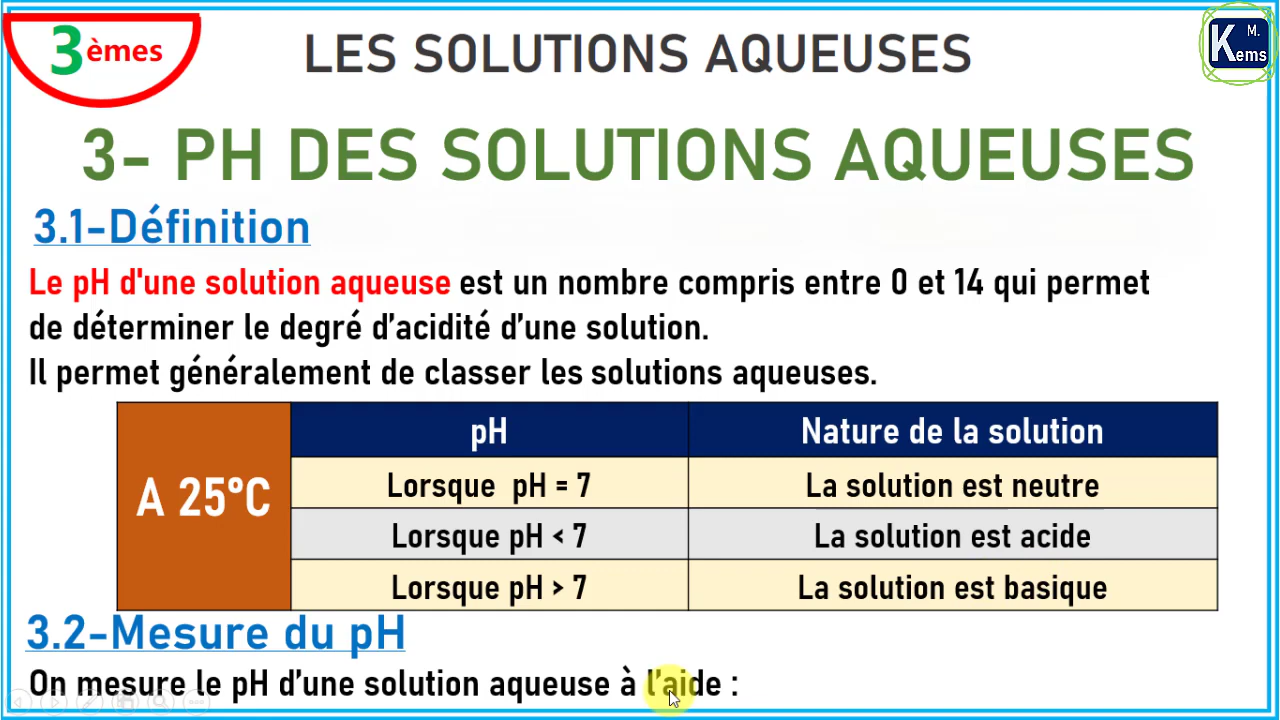 3èmes
LES SOLUTIONS AQUEUSES
M.
Kems
3- PH DES SOLUTIONS AQUEUSES
3.1-Définition
Le pH d'une solution aqueuse est un nombre compris entre 0 et 14 qui permet
de déterminer le degré d’acidité d’une solution.
Il permet généralement de classer les solutions aqueuses.
A 25°C
pH Nature de la solution
Lorsque pH = 7 La solution est neutre
Lorsque pH < 7 La solution est acide
Lorsque pH > 7 La solution est basique
3.2-Mesure du pH
On mesure le pH d’une solution aqueuse à l’aide :